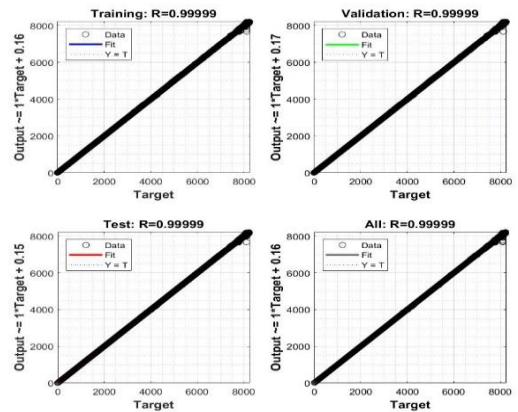 Training: R=0.99999
Output ~= 1*Target + 0.16
8000
6000
4000
2000
0
Data
Fit
Y = T
0 2000 4000 6000 8000
Target
Validation: R=0.99999
Output ~= 1*Target + 0.17
8000
6000
4000
2000
0
Data
Fit
Y = T
0 2000 4000 6000 8000
Target
Test: R=0.99999
Output ~= 1*Target + 0.15
8000
6000
4000
2000
0
Data
Fit
Y = T
0 2000 4000 6000 8000
Target
All: R=0.99999
Output ~= 1*Target + 0.16
8000
6000
4000
2000
0
Data
Fit
Y = T
0 2000 4000 6000 8000
Target